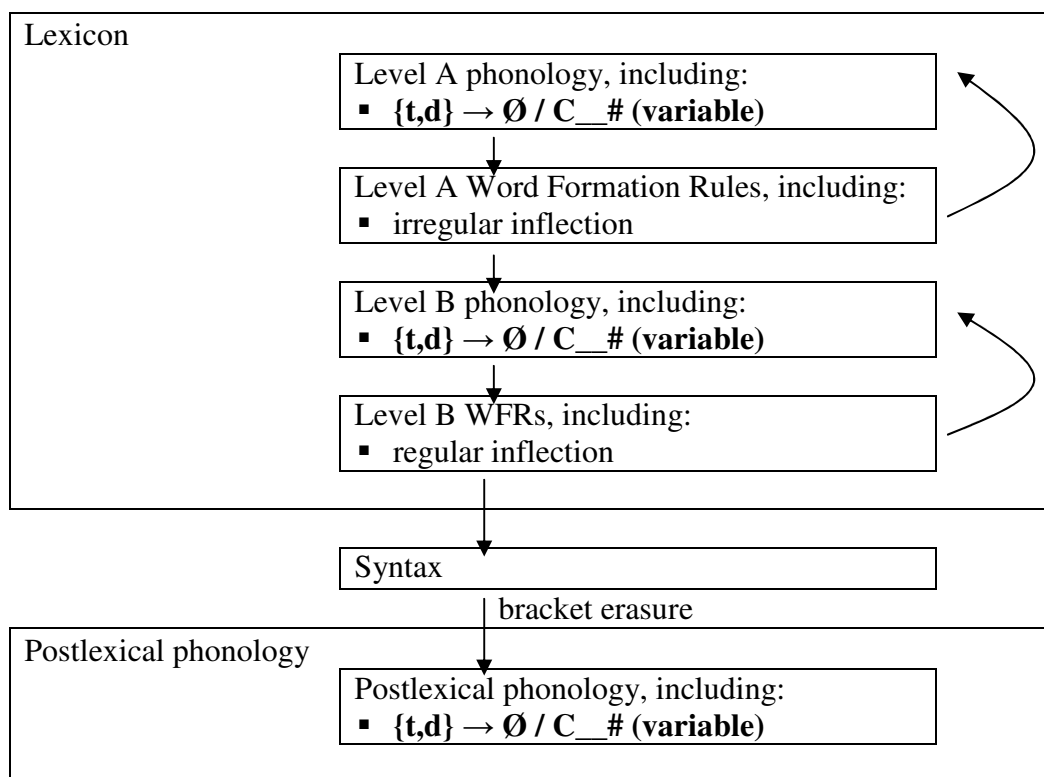 Lexicon
Level A phonology, including:
▪ {t,d} → Ø / C__# (variable)
Level A Word Formation Rules, including:
▪ irregular inflection
Level B phonology, including:
▪ {t,d} → Ø / C__# (variable)
Level B WFRs, including:
▪ regular inflection
Syntax
bracket erasure
Postlexical phonology
Postlexical phonology, including:
▪ {t,d} → Ø / C__# (variable)